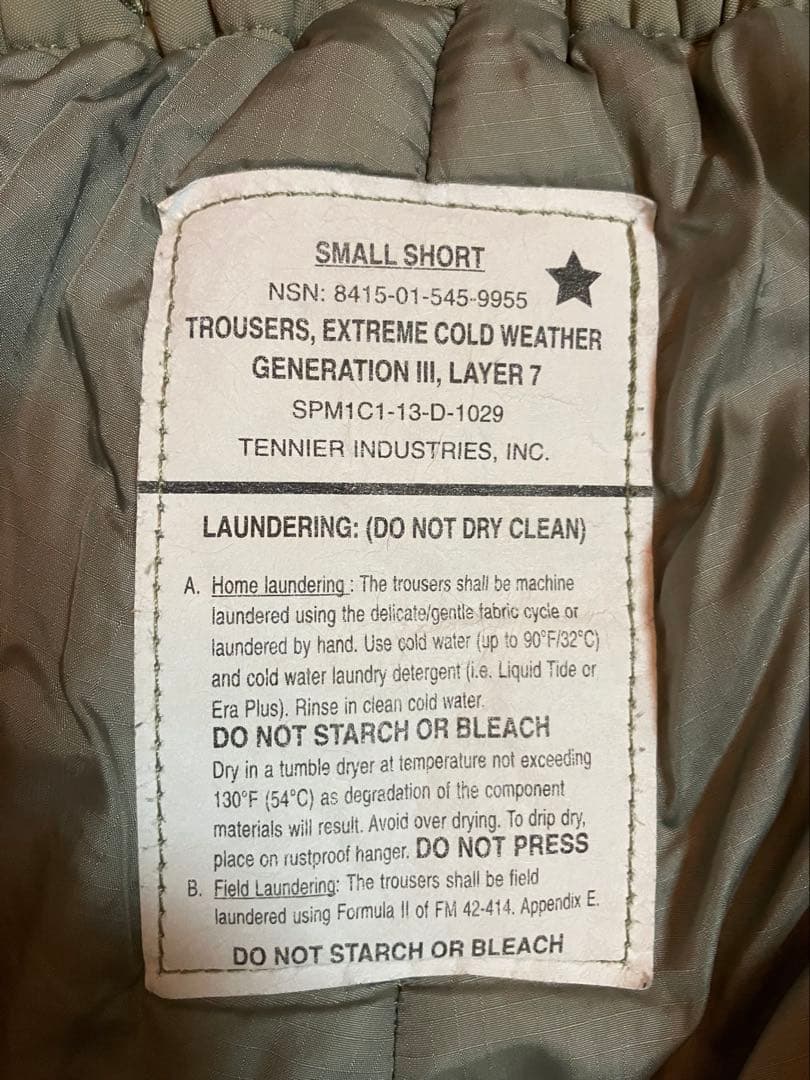 SMALL SHORT
NSN: 8415-01-545-9955
TROUSERS, EXTREME COLD WEATHER
GENERATION III, LAYER 7
SPM1C1-13-D-1029
TENNIER INDUSTRIES, INC.
LAUNDERING: (DO NOT DRY CLEAN)
A. Home laundering : The trousers shall be machine
laundered using the delicate/gentle fabric cycle or
laundered by hand. Use cold water (up to 90°F/32°C)
and cold water laundry detergent (i.e. Liquid Tide or
Era Plus). Rinse in clean cold water.
DO NOT STARCH OR BLEACH
Dry in a tumble dryer at temperature not exceeding
130°F (54°C) as degradation of the component
materials will result. Avoid over drying. To drip dry,
place on rustproof hanger. DO NOT PRESS
B. Field Laundering: The trousers shall be field
laundered using Formula II of FM 42-414. Appendix E.
DO NOT STARCH OR BLEACH